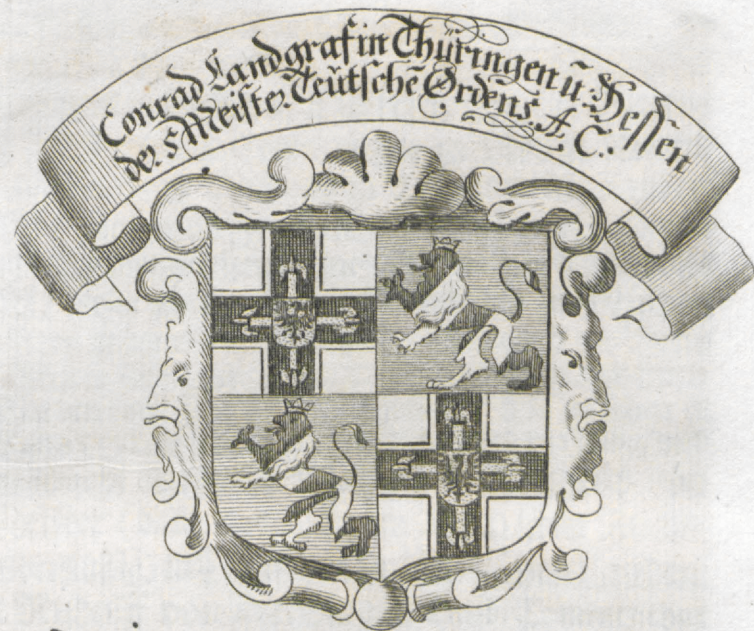 Conrad Landgraf in Thüringen ũ. Hessen
der 5 Meister Teütsche Ordens, A. C.